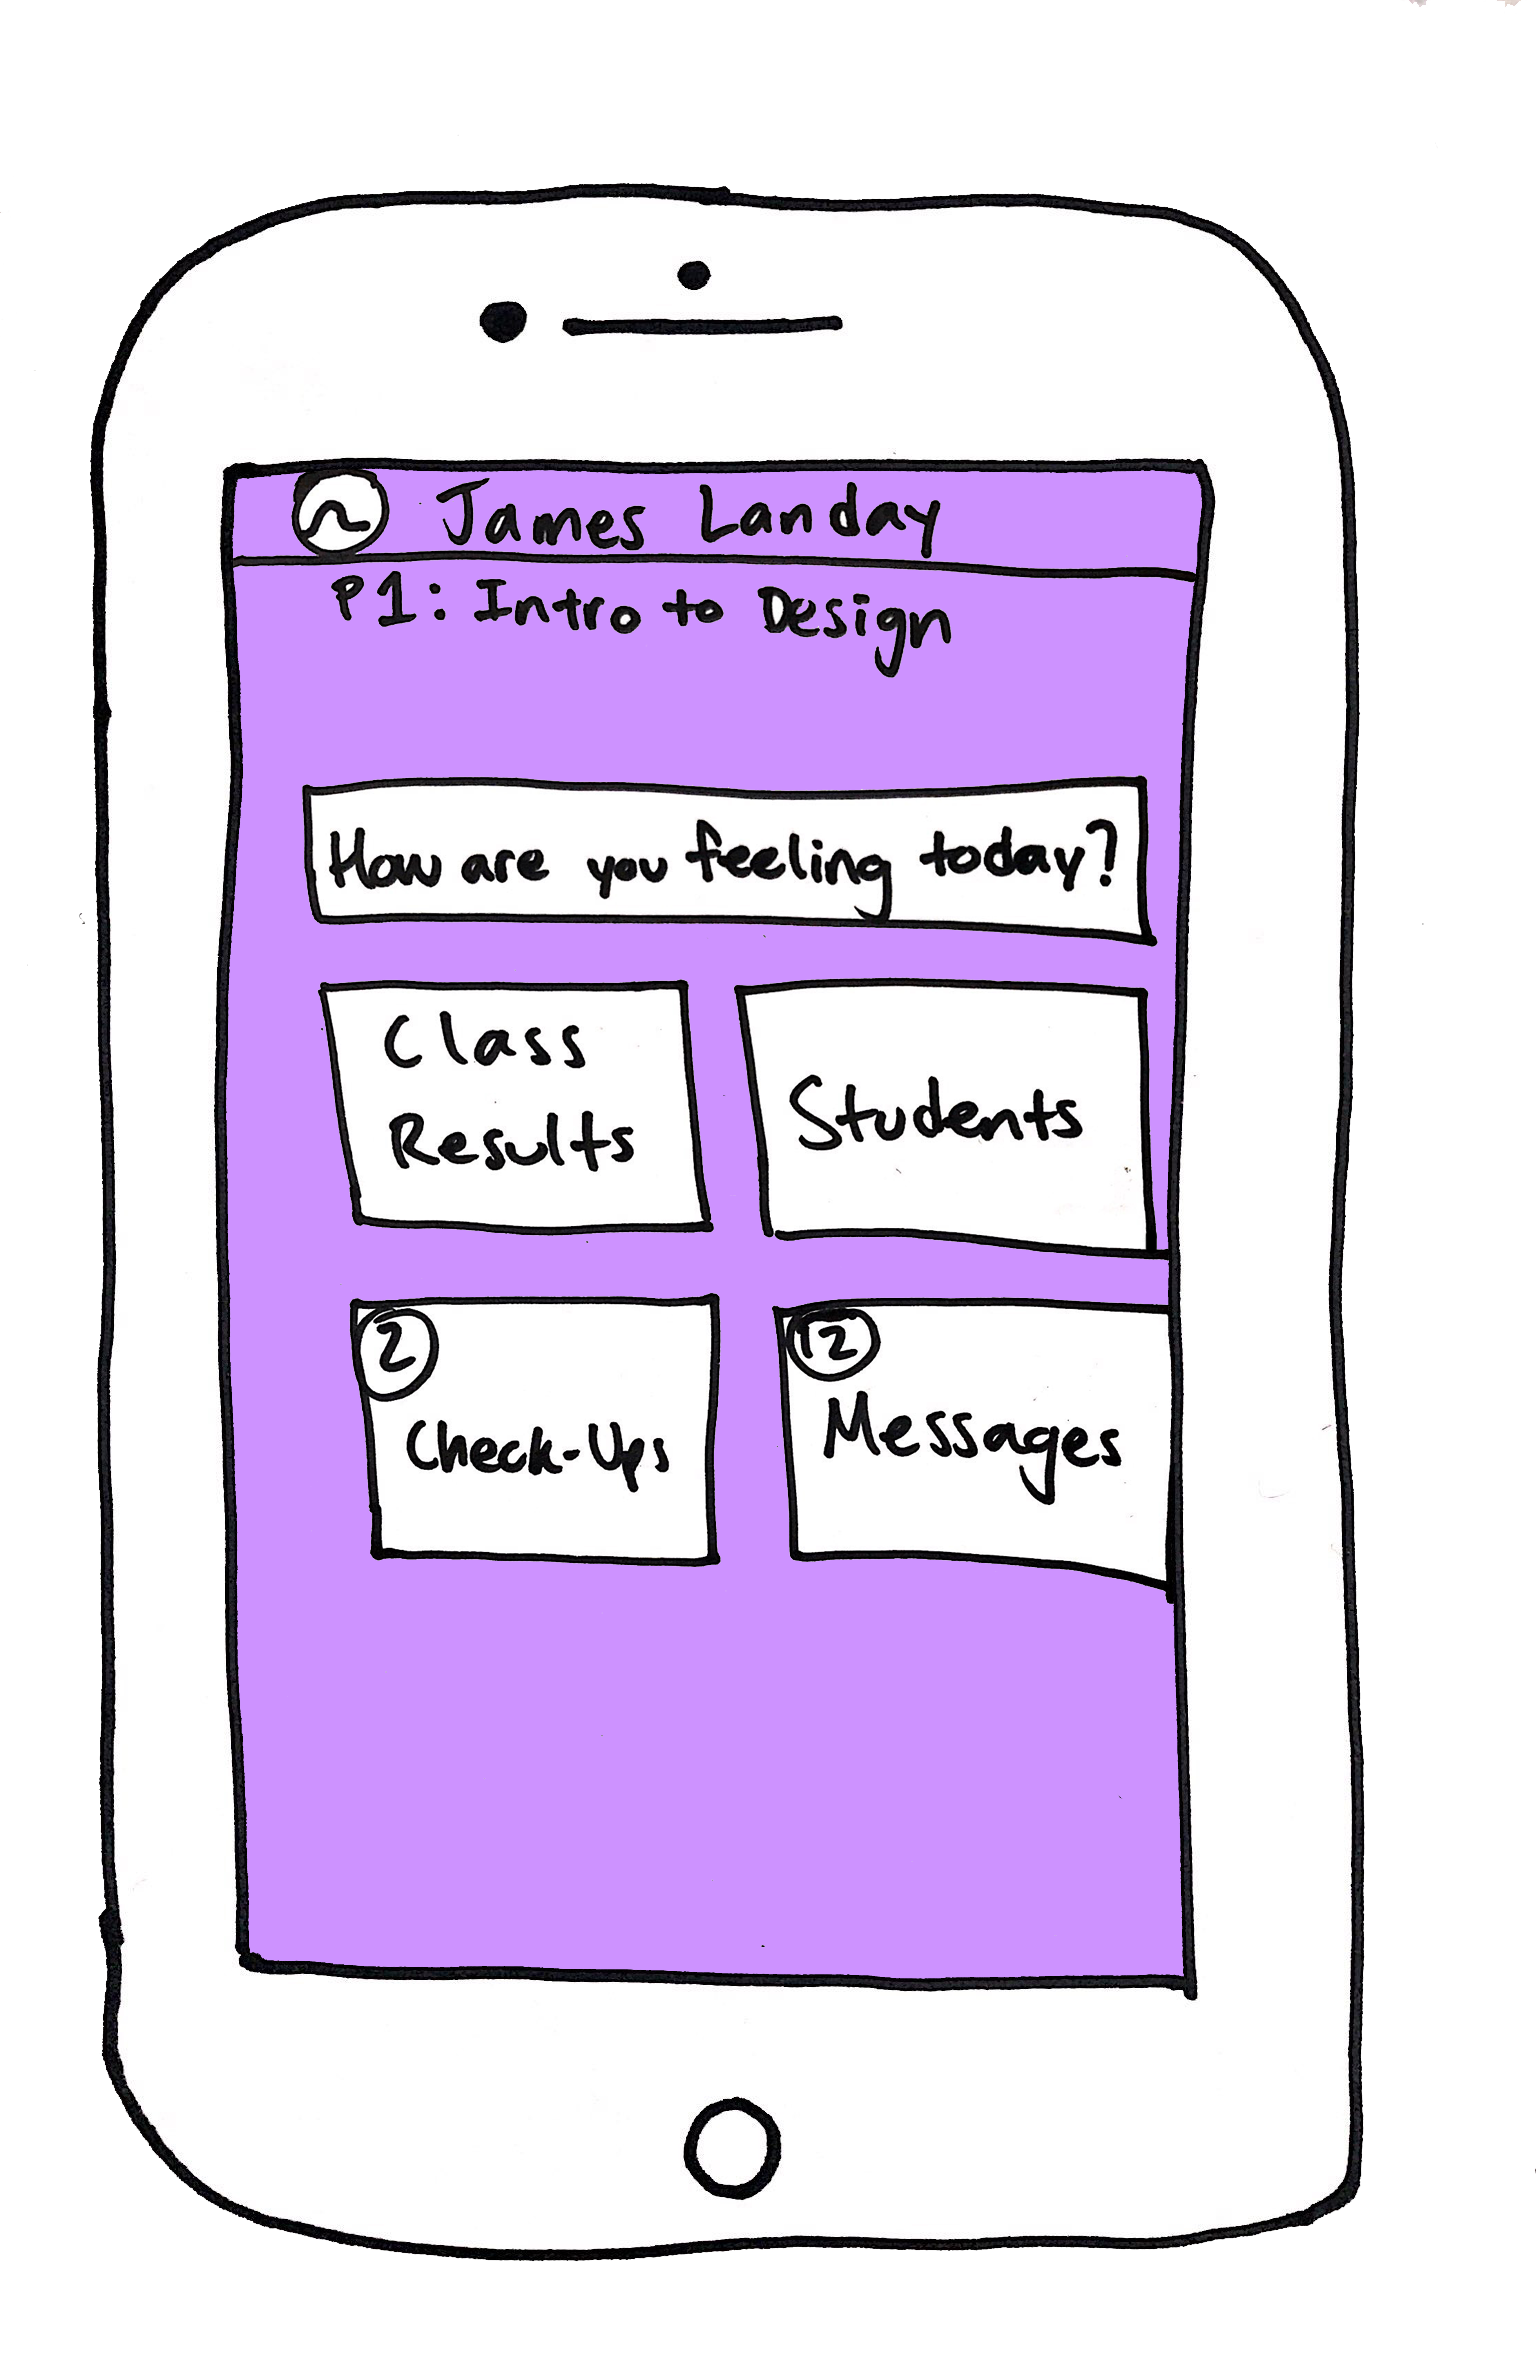 James Landay
P1: Intro to Design
How are you feeling today?
Class
Results
Students
2
Check-Ups
12
Messages